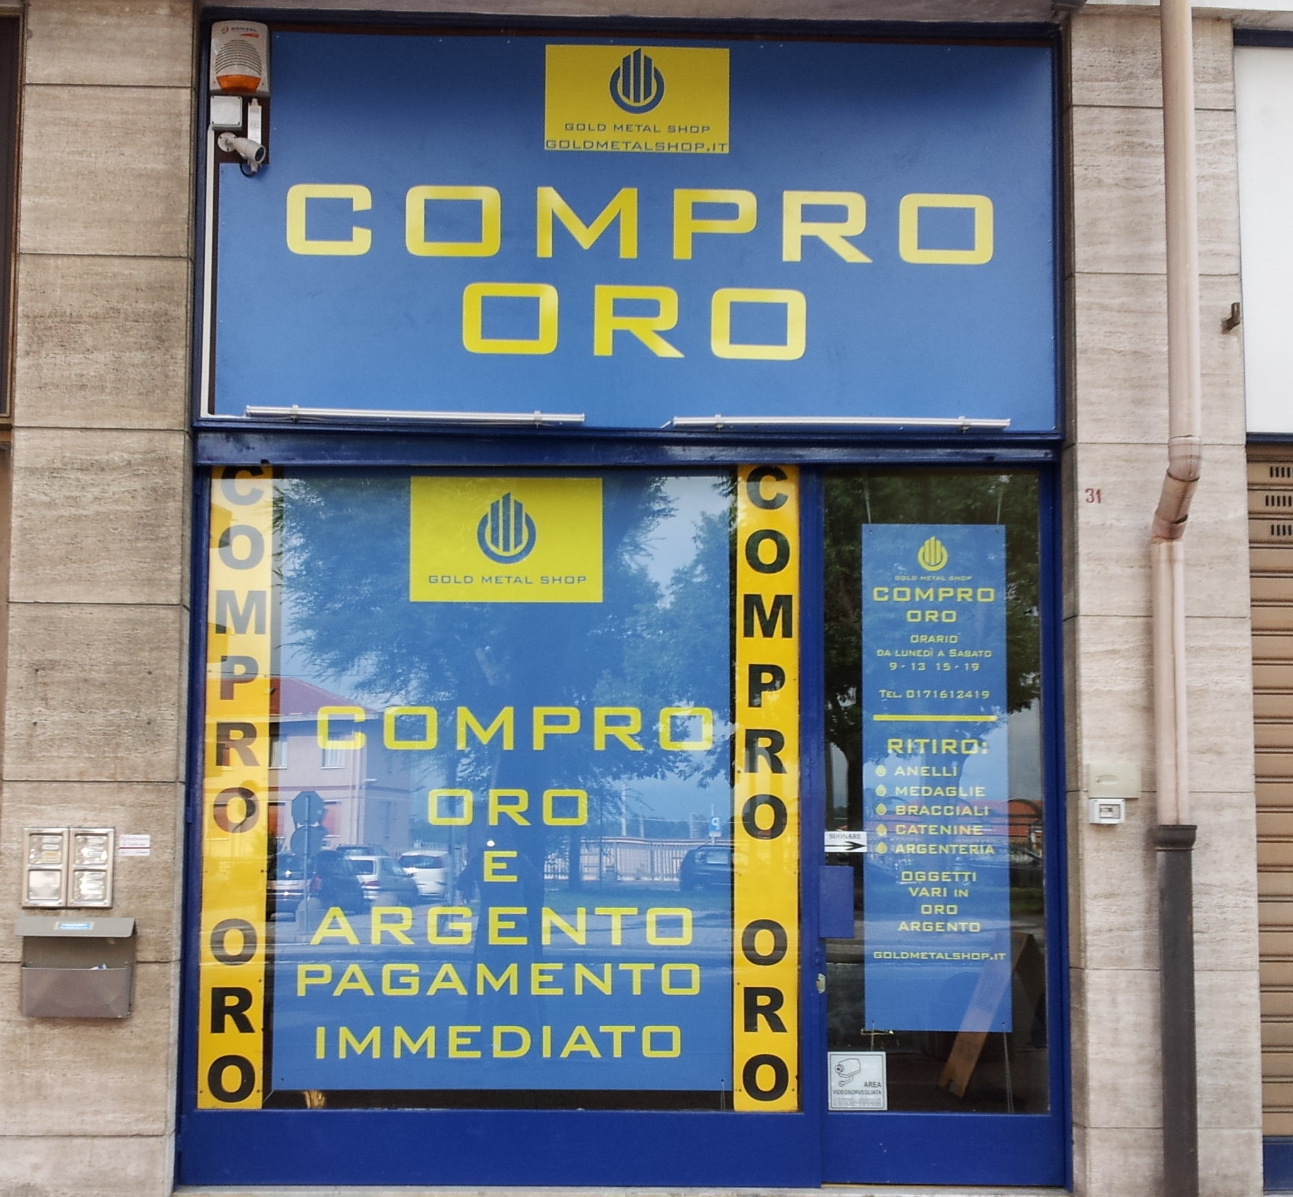 GOLD METAL SHOP
GOLDMETALSHOP.IT
COMPRO
ORO
COMPRO ORO
GOLD METAL SHOP
COMPRO
ORO
E
ARGENTO
PAGAMENTO
IMMEDIATO
COMPRO ORO
GOLD METAL SHOP
COMPRO
ORO
ORARIO
DA LUNEDÌ A SABATO
9 - 13 15 - 19
TEL. 0171612419
RITIRO:
ANELLI
MEDAGLIE
BRACCIALI
CATENINE
ARGENTERIA
OGGETTI
VARI IN
ORO
ARGENTO
GOLDMETALSHOP.IT
SUONARE
AREA
VIDEOSORVEGLIATA
31